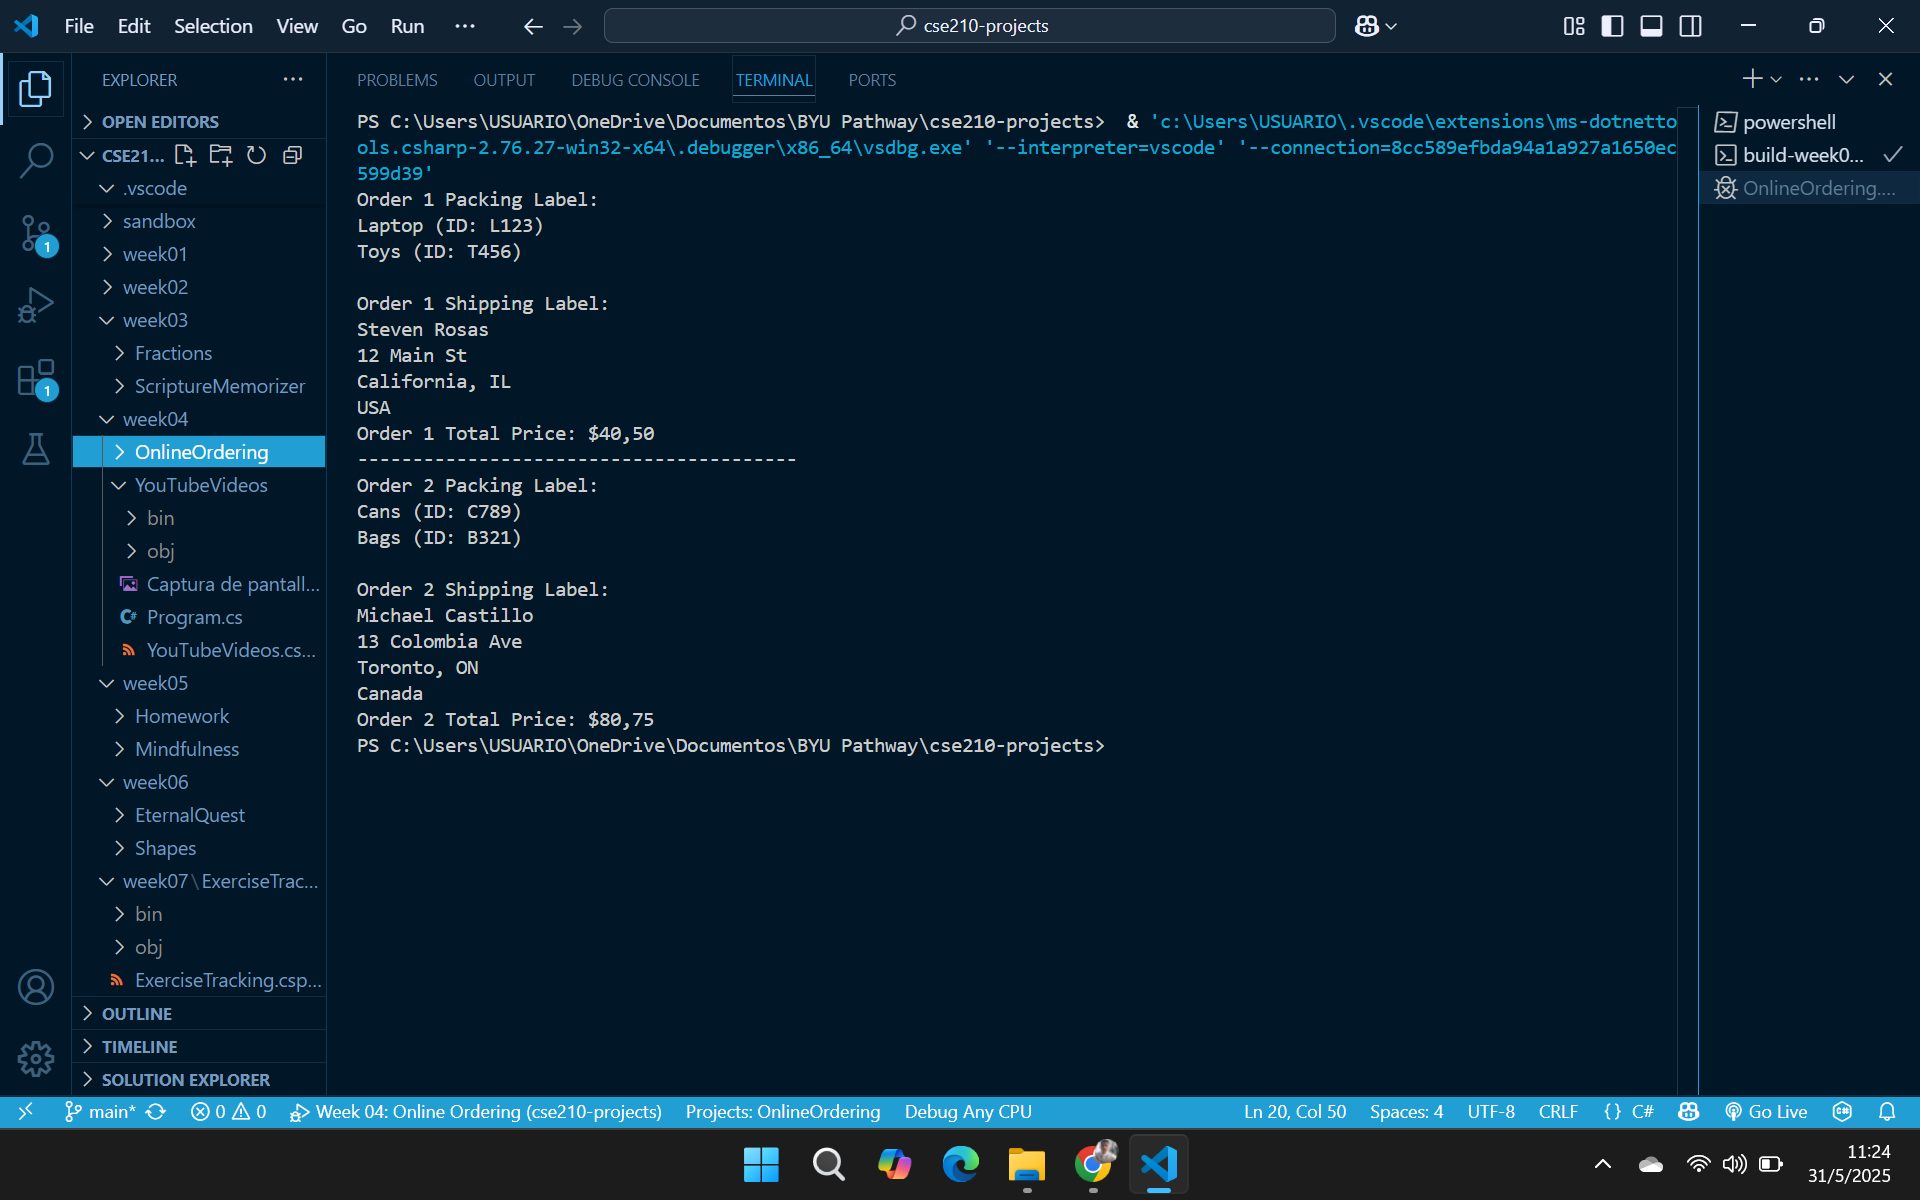 File Edit Selection View Go Run ... cse210-projects
EXPLORER
OPEN EDITORS
CSE21...
.vscode
sandbox
week01
week02
week03
Fractions
ScriptureMemorizer
week04
OnlineOrdering
YouTubeVideos
bin
obj
Captura de pantall...
Program.cs
YouTubeVideos.cs...
week05
Homework
Mindfulness
week06
EternalQuest
Shapes
week07\ExerciseTrac...
bin
obj
ExerciseTracking.csp...
OUTLINE
TIMELINE
SOLUTION EXPLORER
1
1
PROBLEMS OUTPUT DEBUG CONSOLE TERMINAL PORTS
PS C:\Users\USUARIO\OneDrive\Documentos\BYU Pathway\cse210-projects>  & 'c:\Users\USUARIO\.vscode\extensions\ms-dotnetto
ols.csharp-2.76.27-win32-x64\.debugger\x86_64\vsdbg.exe' '--interpreter=vscode' '--connection=8cc589efbda94a1a927a1650ec
599d39'
Order 1 Packing Label:
Laptop (ID: L123)
Toys (ID: T456)
Order 1 Shipping Label:
Steven Rosas
12 Main St
California, IL
USA
Order 1 Total Price: $40,50
----------------------------------------
Order 2 Packing Label:
Cans (ID: C789)
Bags (ID: B321)
Order 2 Shipping Label:
Michael Castillo
13 Colombia Ave
Toronto, ON
Canada
Order 2 Total Price: $80,75
PS C:\Users\USUARIO\OneDrive\Documentos\BYU Pathway\cse210-projects>
powershell
build-week0...
OnlineOrdering....
main* 0 0 Week 04: Online Ordering (cse210-projects) Projects: OnlineOrdering Debug Any CPU Ln 20, Col 50 Spaces: 4 UTF-8 CRLF {} C# Go Live
11:24
31/5/2025